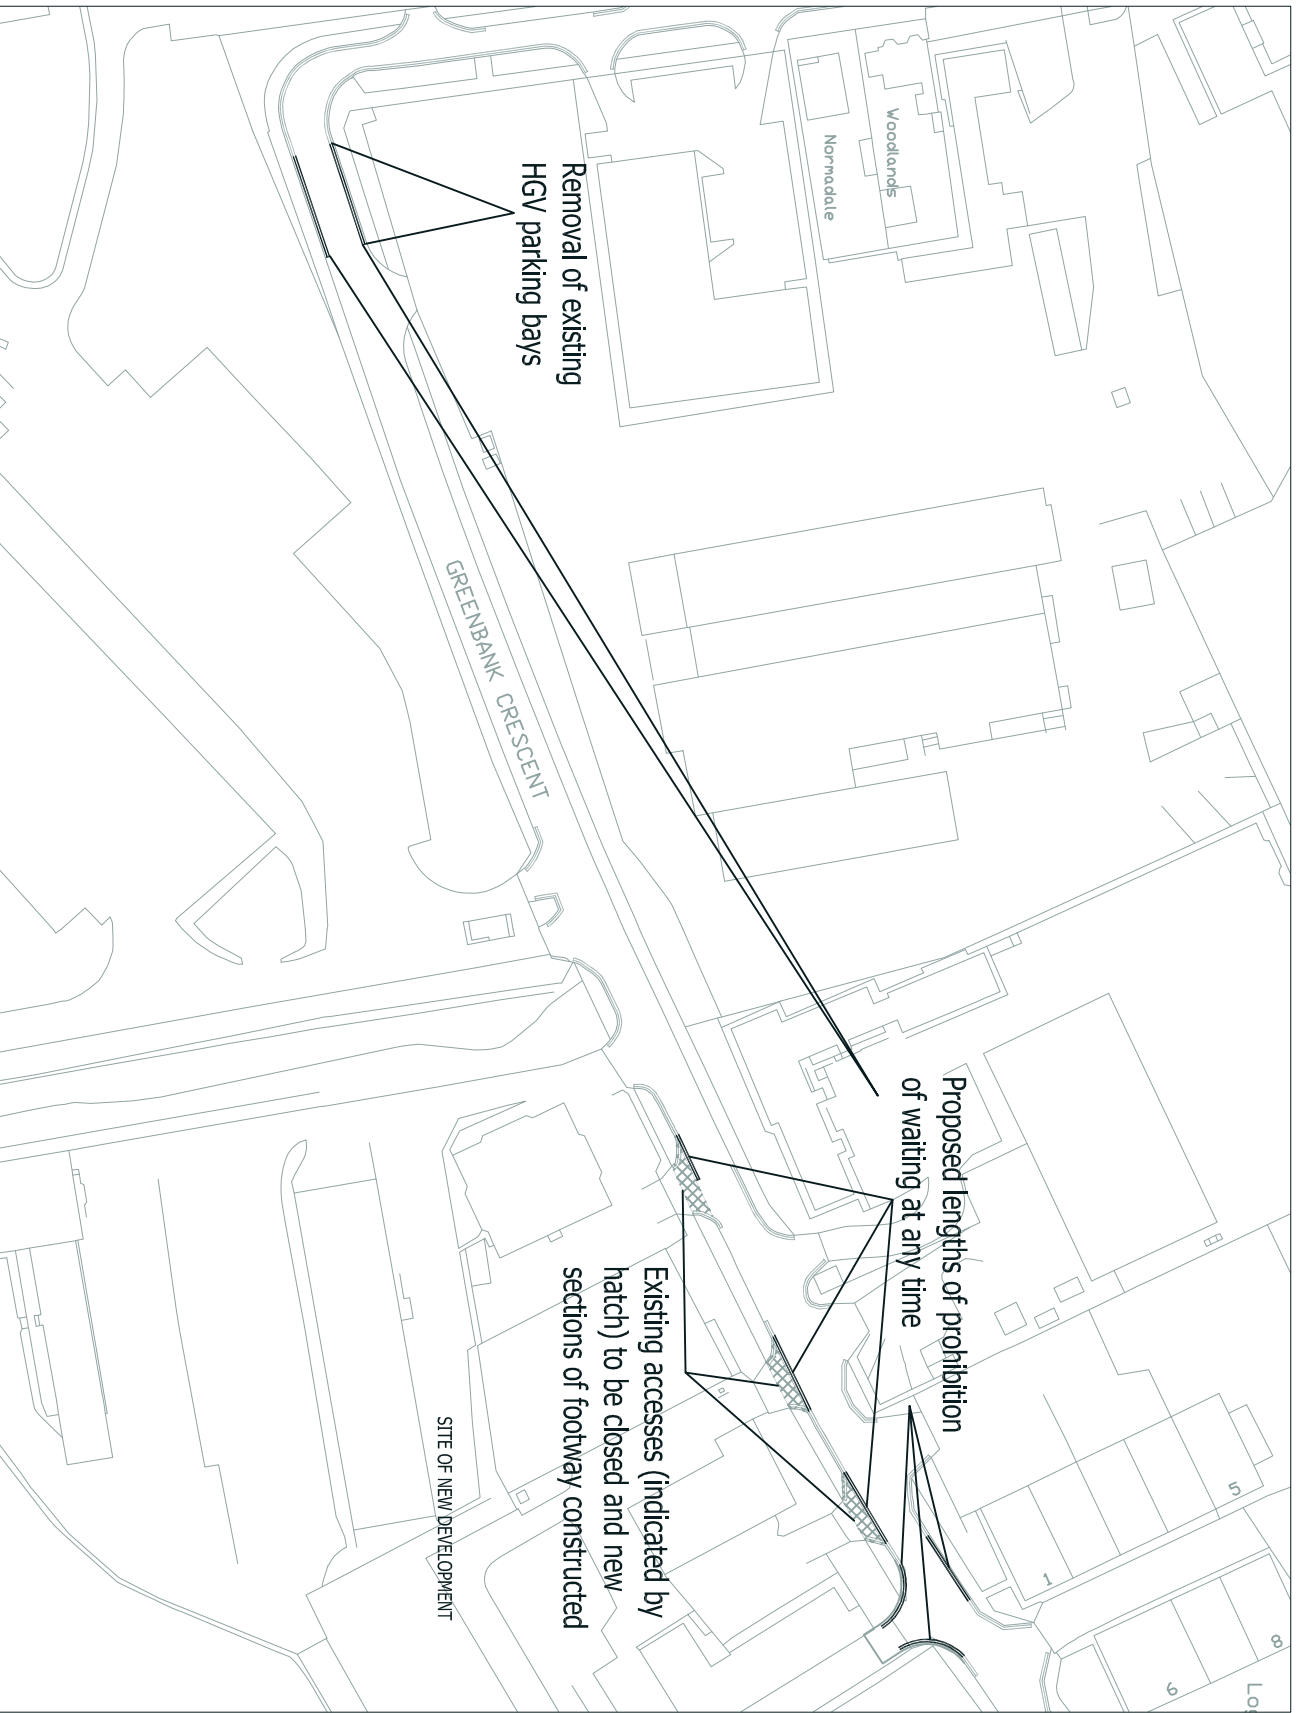 Woodlands
Normadale
Removal of existing
HGV parking bays
GREENBANK CRESCENT
Proposed lengths of prohibition
of waiting at any time
Existing accesses (indicated by
hatch) to be closed and new
sections of footway constructed
SITE OF NEW DEVELOPMENT
5
1
8
6